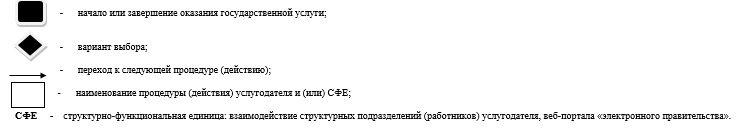 - начало или завершение оказания государственной услуги;
- вариант выбора;
- переход к следующей процедуре (действию);
- наименование процедуры (действия) услугодателя и (или) СФЕ;
СФЕ - структурно-функциональная единица: взаимодействие структурных подразделений (работников) услугодателя, веб-портала «электронного правительства».